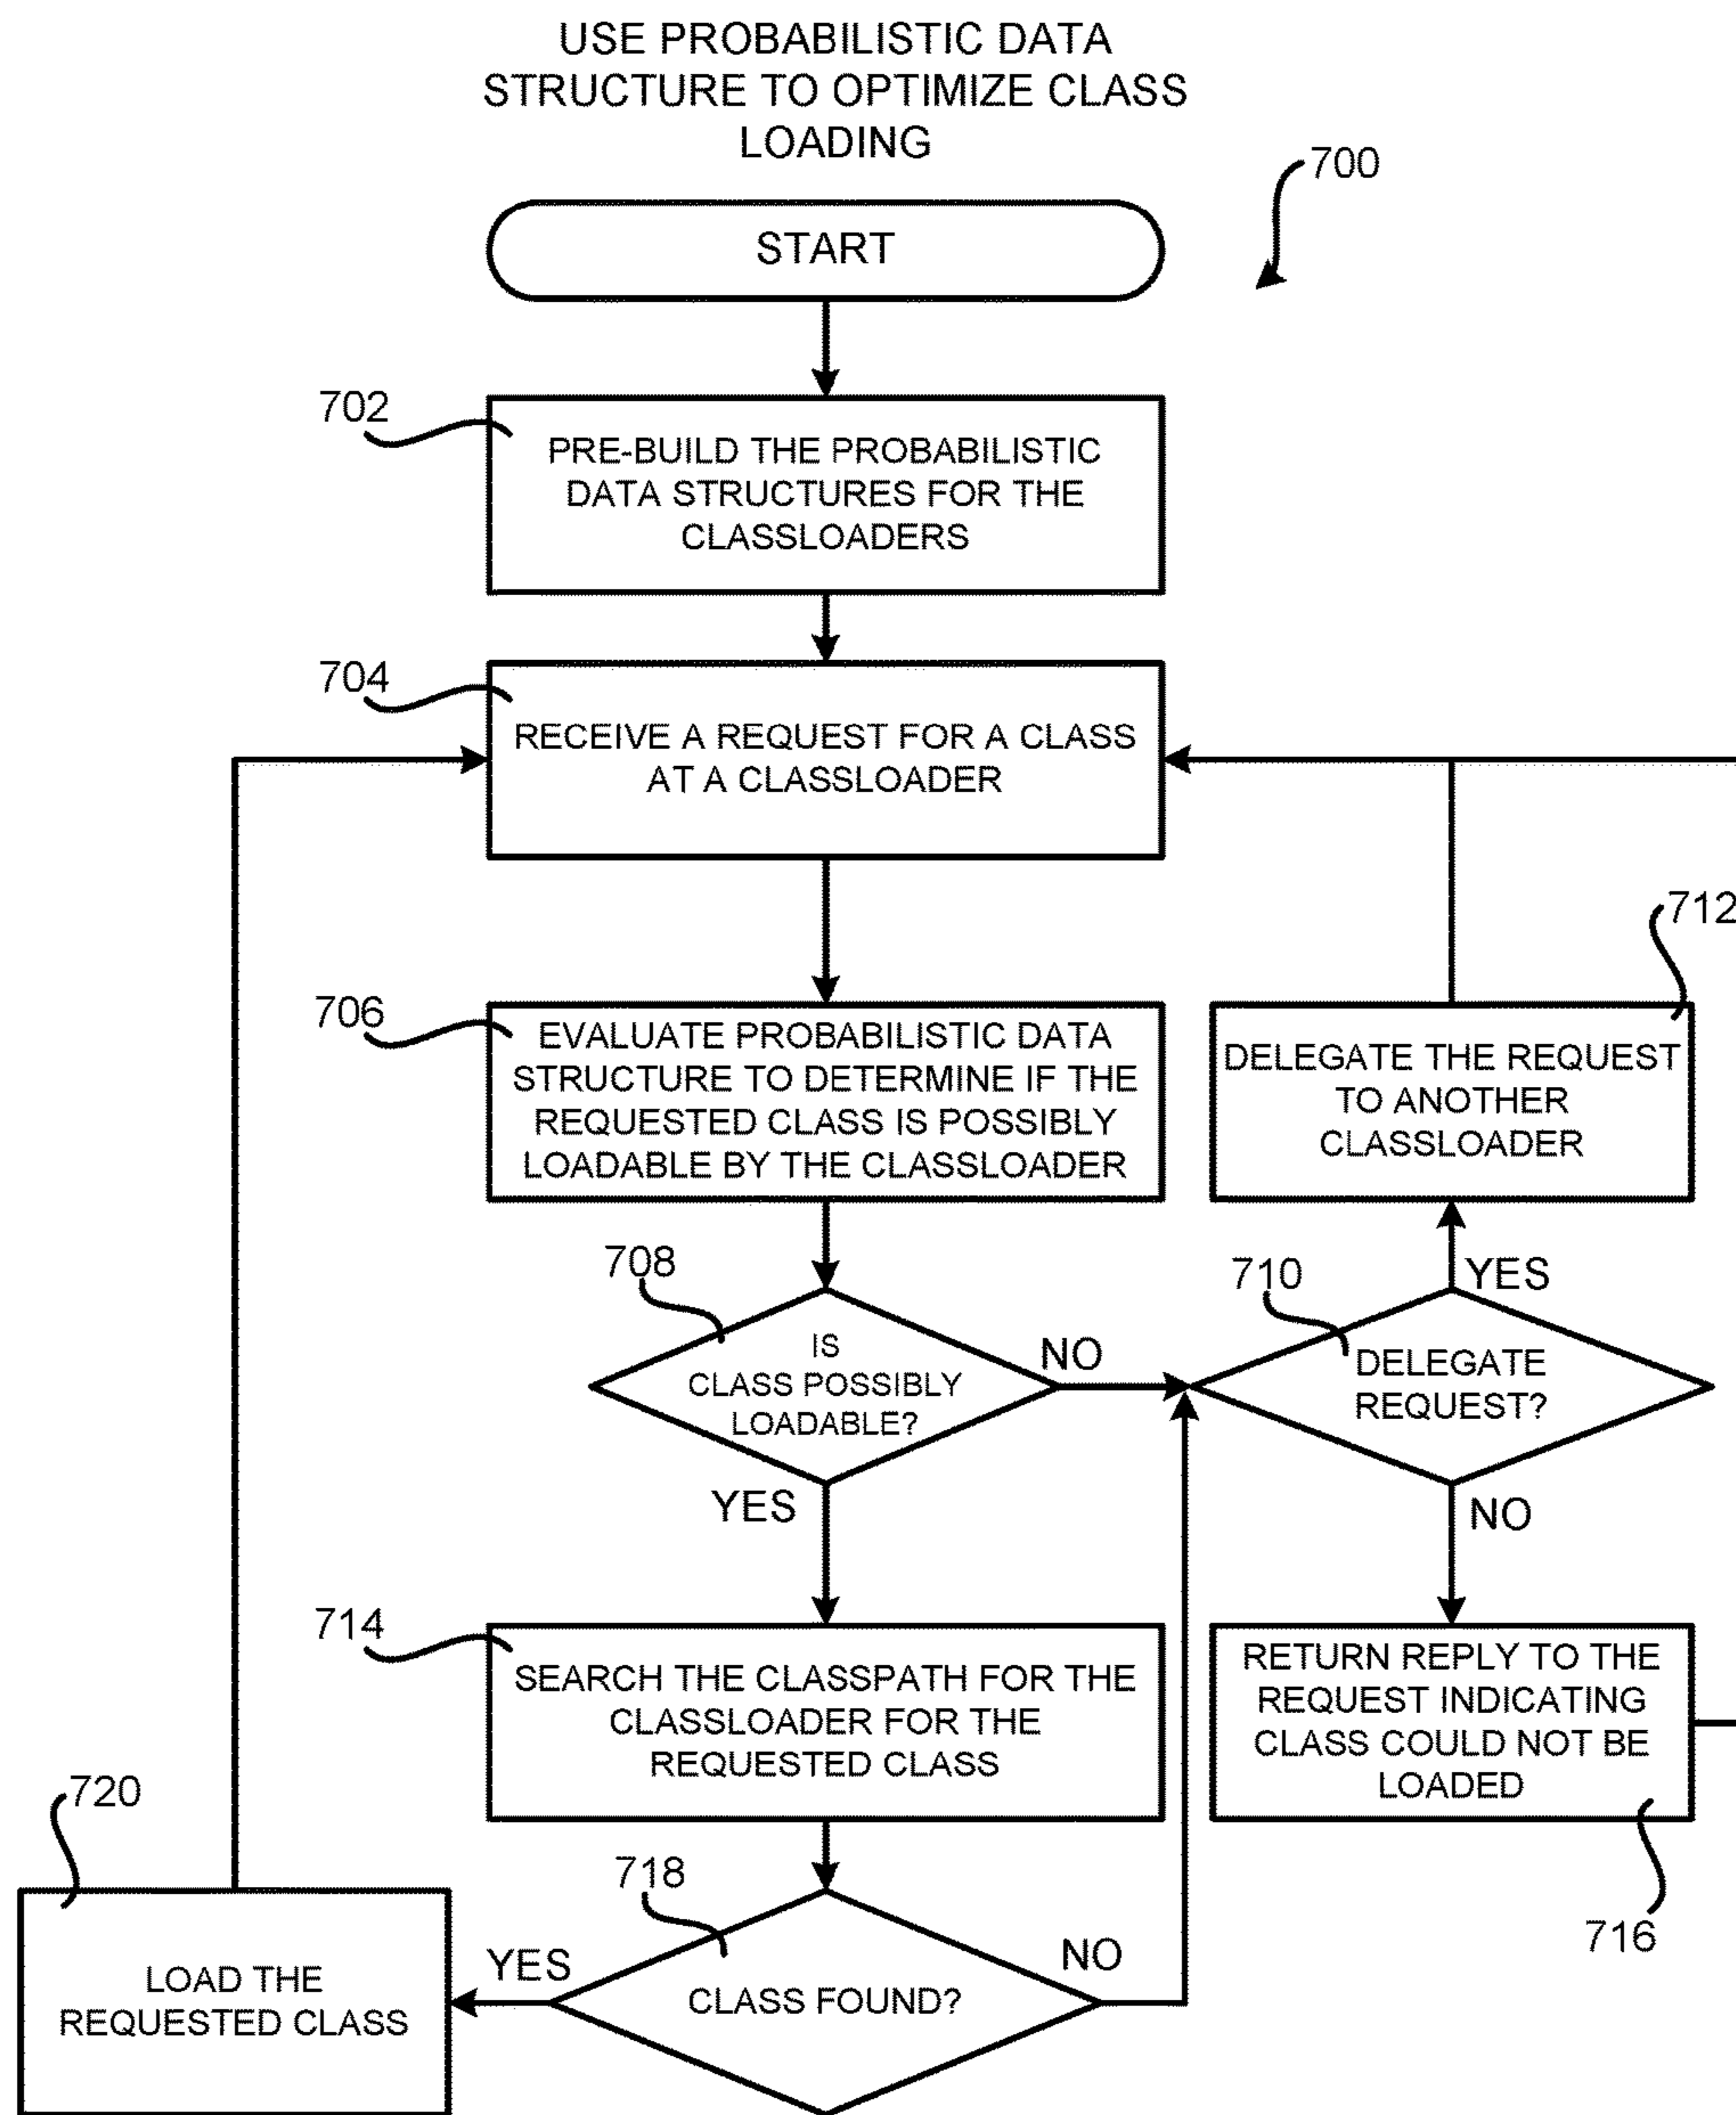 USE PROBABILISTIC DATA
STRUCTURE TO OPTIMIZE CLASS
LOADING
700
START
702
PRE-BUILD THE PROBABILISTIC
DATA STRUCTURES FOR THE
CLASSLOADERS
704
RECEIVE A REQUEST FOR A CLASS
AT A CLASSLOADER
706
EVALUATE PROBABILISTIC DATA
STRUCTURE TO DETERMINE IF THE
REQUESTED CLASS IS POSSIBLY
LOADABLE BY THE CLASSLOADER
712
DELEGATE THE REQUEST
TO ANOTHER
CLASSLOADER
708
IS
CLASS POSSIBLY
LOADABLE?
NO
YES
710
YES
DELEGATE
REQUEST?
NO
714
SEARCH THE CLASSPATH FOR THE
CLASSLOADER FOR THE
REQUESTED CLASS
RETURN REPLY TO THE
REQUEST INDICATING
CLASS COULD NOT BE
LOADED
716
718
CLASS FOUND?
YES
NO
720
LOAD THE
REQUESTED CLASS